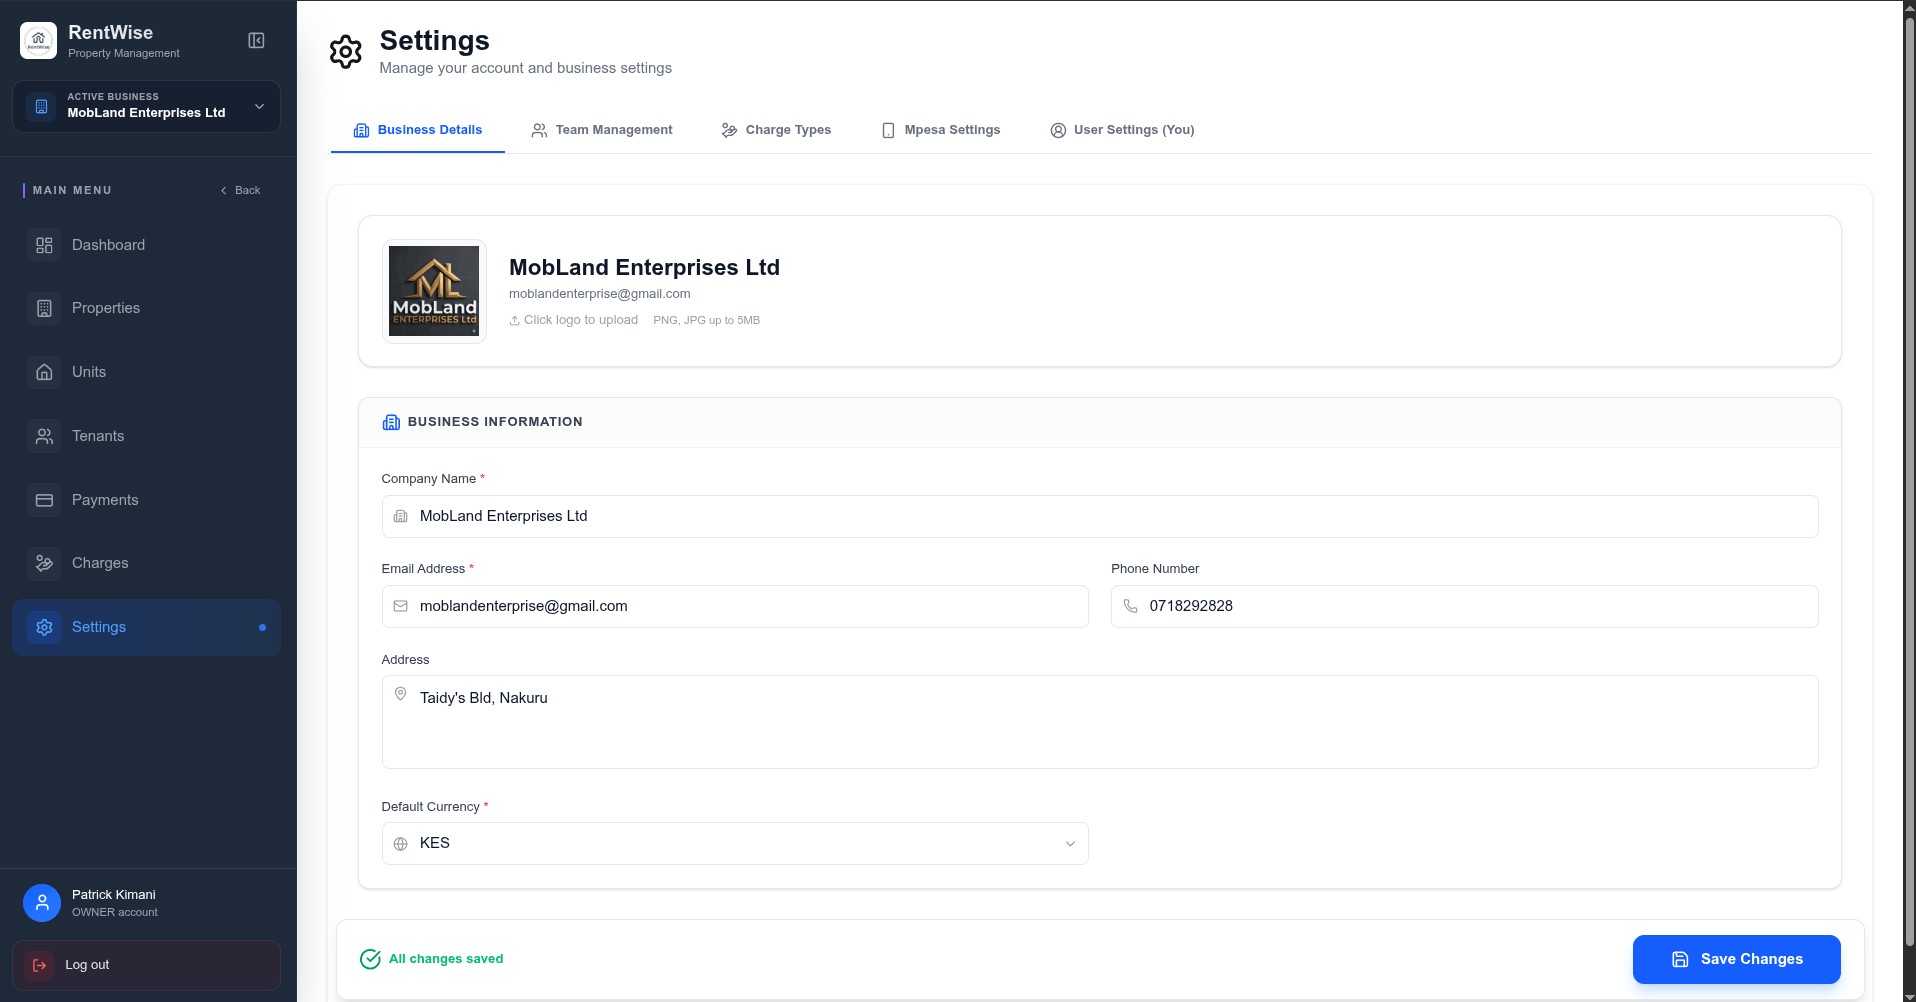 RentWise
Property Management
RentWise
ACTIVE BUSINESS
MobLand Enterprises Ltd
MAIN MENU
Back
Dashboard
Properties
Units
Tenants
Payments
Charges
Settings
Patrick Kimani
OWNER account
Log out
Settings
Manage your account and business settings
Business Details
Team Management
Charge Types
Mpesa Settings
User Settings (You)
ML
MobLand
ENTERPRISES Ltd
MobLand Enterprises Ltd
moblandenterprise@gmail.com
Click logo to upload PNG, JPG up to 5MB
BUSINESS INFORMATION
Company Name *
MobLand Enterprises Ltd
Email Address *
moblandenterprise@gmail.com
Phone Number
0718292828
Address
Taidy's Bld, Nakuru
Default Currency *
KES
All changes saved
Save Changes